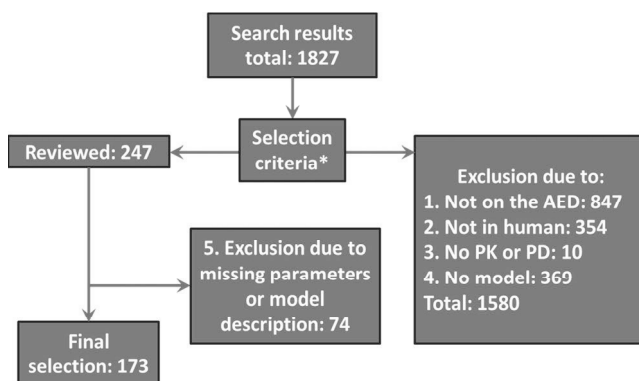 Search results
total: 1827
Selection
criteria*
Reviewed: 247
Exclusion due to:
1. Not on the AED: 847
2. Not in human: 354
3. No PK or PD: 10
4. No model: 369
Total: 1580
5. Exclusion due to
missing parameters
or model
description: 74
Final
selection: 173